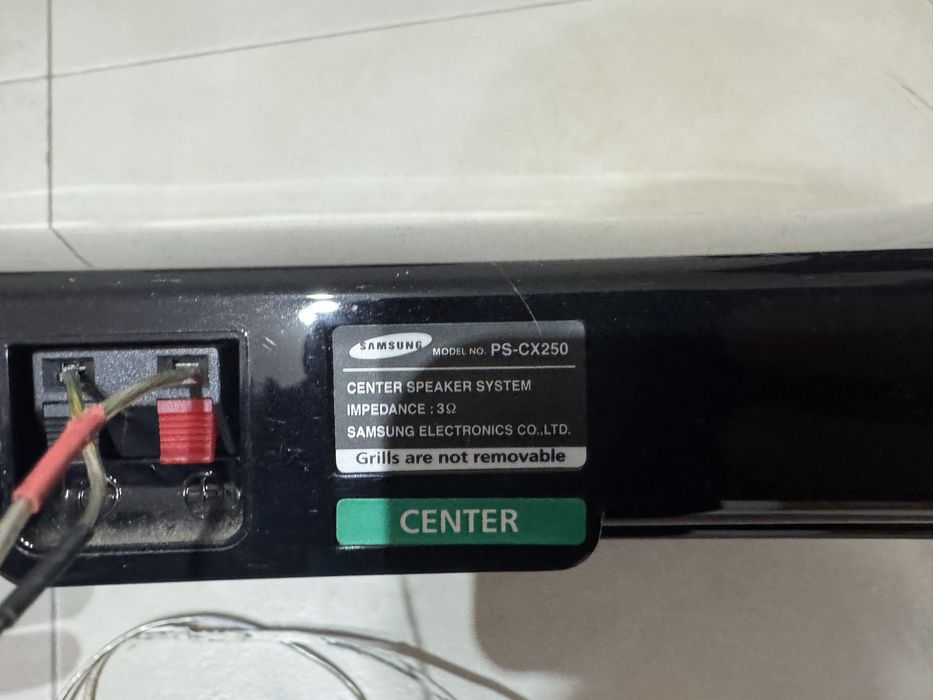 SAMSUNG MODEL NO. PS-CX250
CENTER SPEAKER SYSTEM
IMPEDANCE : 3Ω
SAMSUNG ELECTRONICS CO.,LTD.
Grills are not removable
CENTER